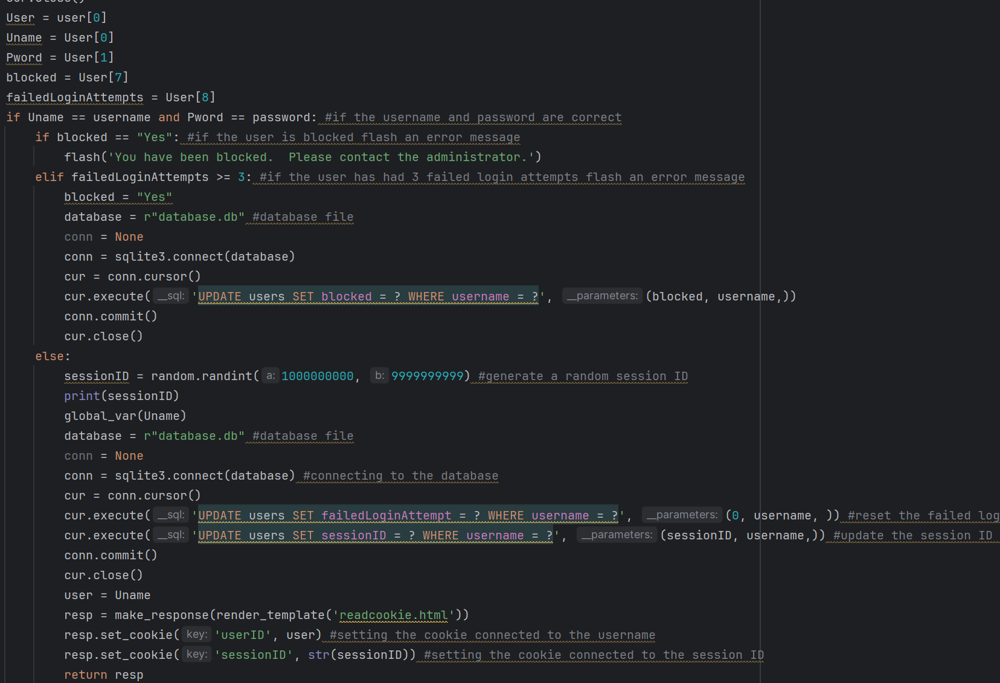 cur.close()
User = user[0]
Uname = User[0]
Pword = User[1]
blocked = User[7]
failedLoginAttempts = User[8]
if Uname == username and Pword == password: #if the username and password are correct
    if blocked == "Yes": #if the user is blocked flash an error message
        flash('You have been blocked.  Please contact the administrator.')
    elif failedLoginAttempts >= 3: #if the user has had 3 failed login attempts flash an error message
        blocked = "Yes"
        database = r"database.db" #database file
        conn = None
        conn = sqlite3.connect(database)
        cur = conn.cursor()
        cur.execute( __sql: 'UPDATE users SET blocked = ? WHERE username = ?', __parameters: (blocked, username,))
        conn.commit()
        cur.close()
    else:
        sessionID = random.randint( a: 1000000000, b: 9999999999) #generate a random session ID
        print(sessionID)
        global_var(Uname)
        database = r"database.db" #database file
        conn = None
        conn = sqlite3.connect(database) #connecting to the database
        cur = conn.cursor()
        cur.execute( __sql: 'UPDATE users SET failedLoginAttempt = ? WHERE username = ?', __parameters: (0, username, )) #reset the failed log
        cur.execute( __sql: 'UPDATE users SET sessionID = ? WHERE username = ?', __parameters: (sessionID, username,)) #update the session ID
        conn.commit()
        cur.close()
        user = Uname
        resp = make_response(render_template('readcookie.html'))
        resp.set_cookie( key: 'userID', user) #setting the cookie connected to the username
        resp.set_cookie( key: 'sessionID', str(sessionID)) #setting the cookie connected to the session ID
        return resp